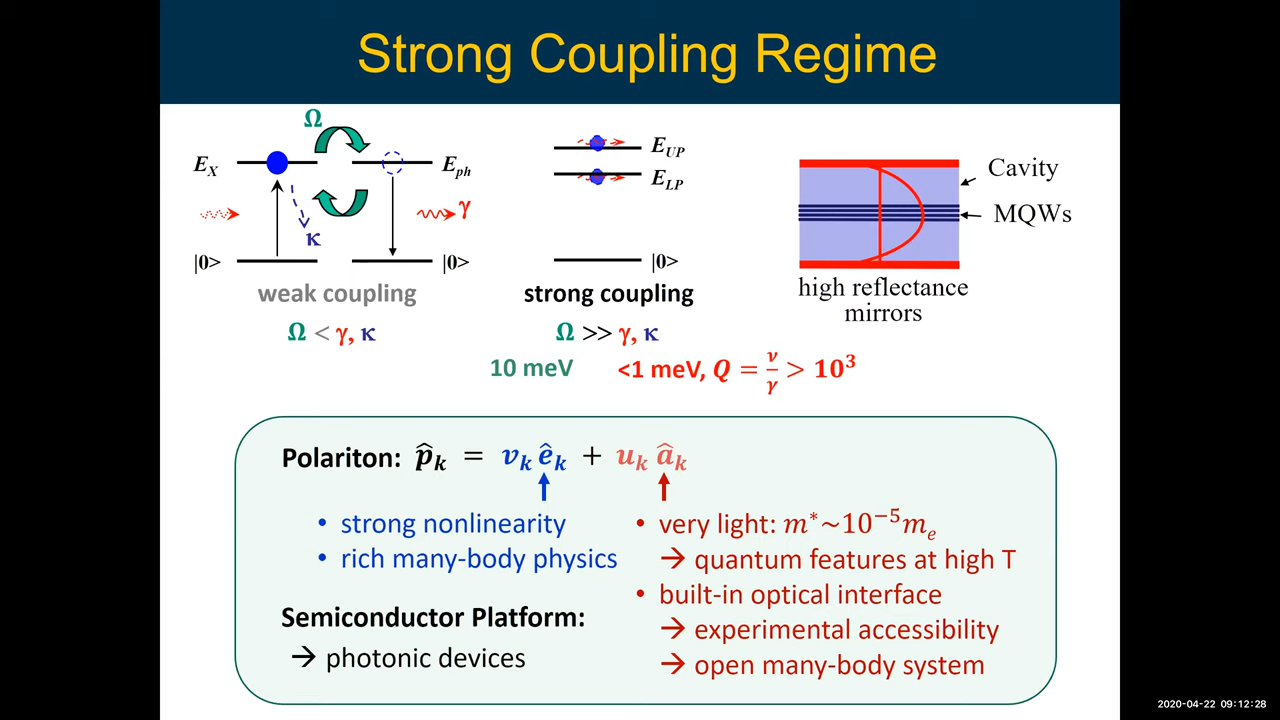 Strong Coupling Regime
Ω
E_X
E_ph
κ
γ
|0>
|0>
weak coupling
Ω < γ, κ
E_UP
E_LP
|0>
strong coupling
Ω >> γ, κ
10 meV
<1 meV, Q = ν/γ > 10³
Cavity
MQWs
high reflectance
mirrors
Polariton: p̂_k = v_k ê_k + u_k â_k
• strong nonlinearity
• rich many-body physics
Semiconductor Platform:
→ photonic devices
• very light: m*~10⁻⁵m_e
→ quantum features at high T
• built-in optical interface
→ experimental accessibility
→ open many-body system
2020-04-22 09:12:28